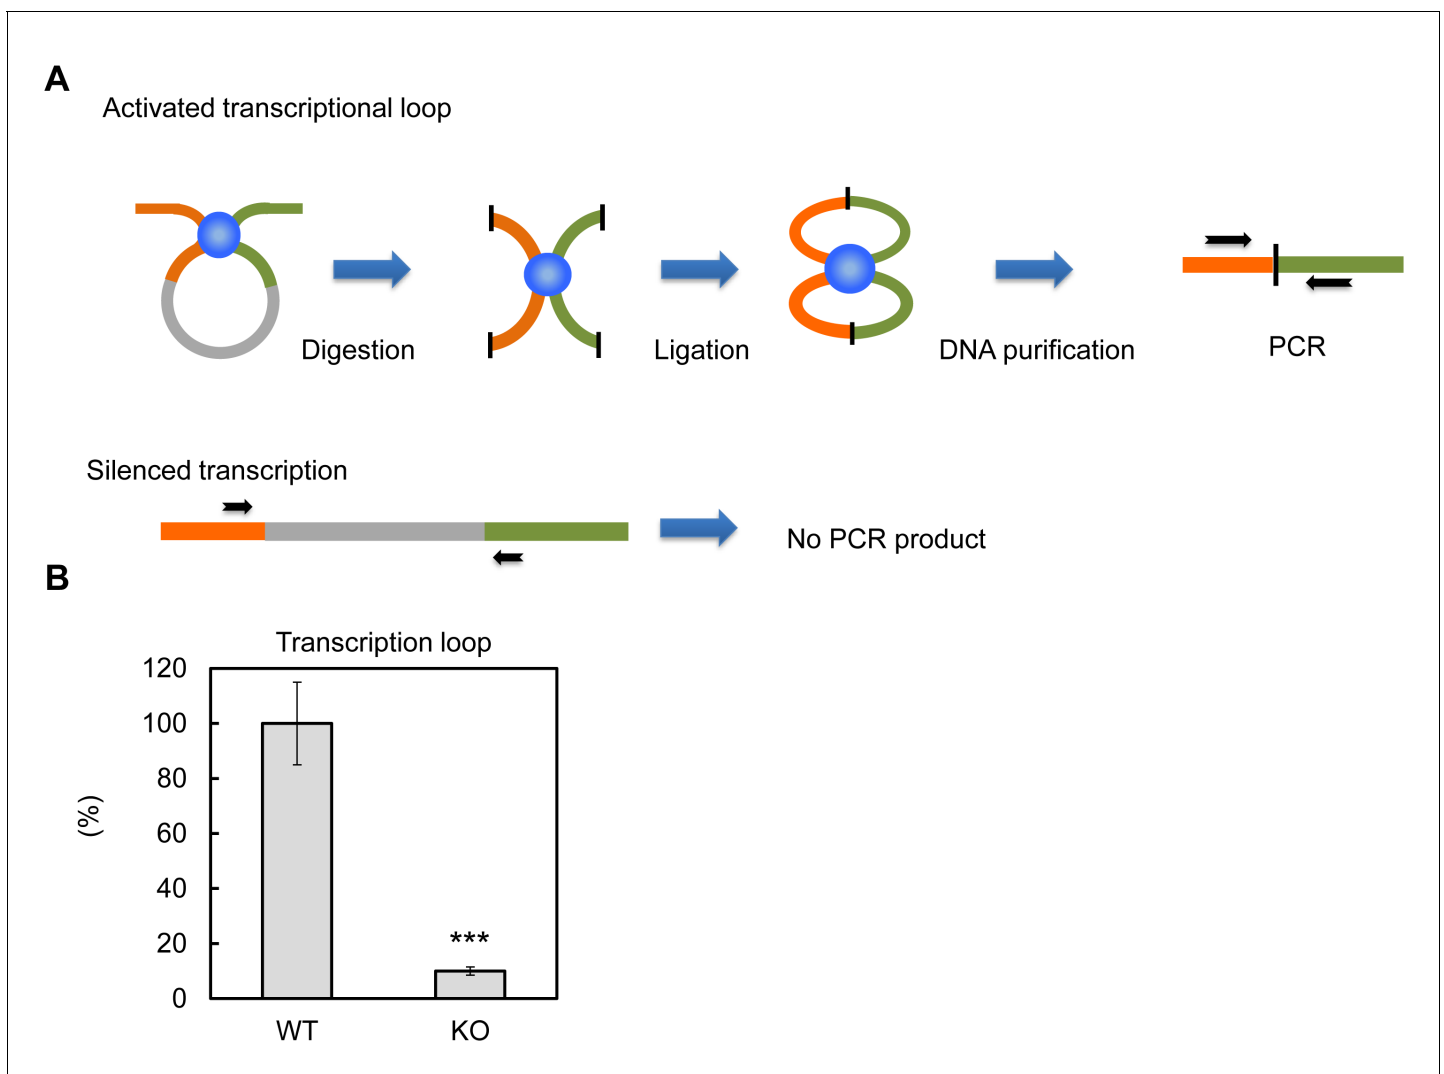 A
Activated transcriptional loop
Digestion
Ligation
DNA purification
PCR
Silenced transcription
No PCR product
B
Transcription loop
120
100
80
60
40
20
0
(%)
***
WT
KO